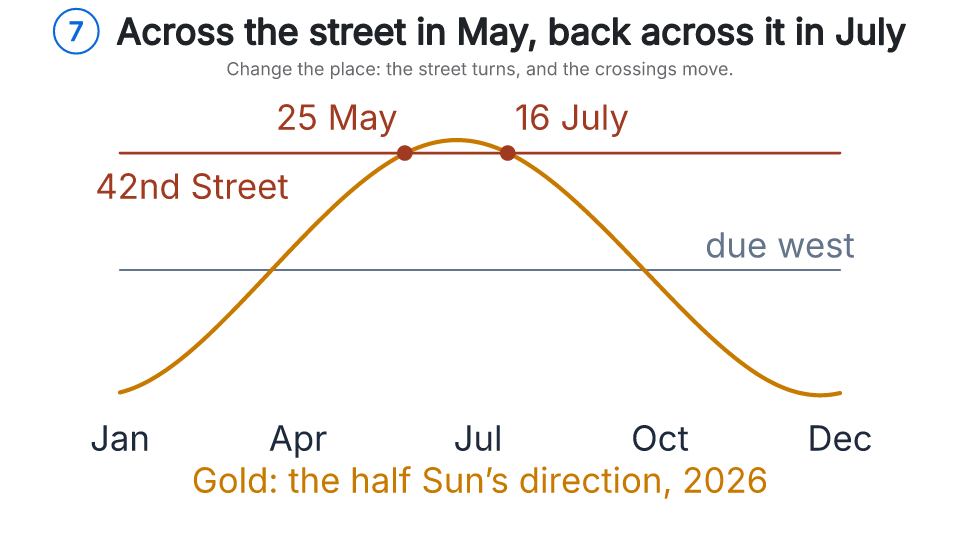 7 Across the street in May, back across it in July
Change the place: the street turns, and the crossings move.
25 May 16 July
42nd Street
due west
Jan Apr Jul Oct Dec
Gold: the half Sun’s direction, 2026